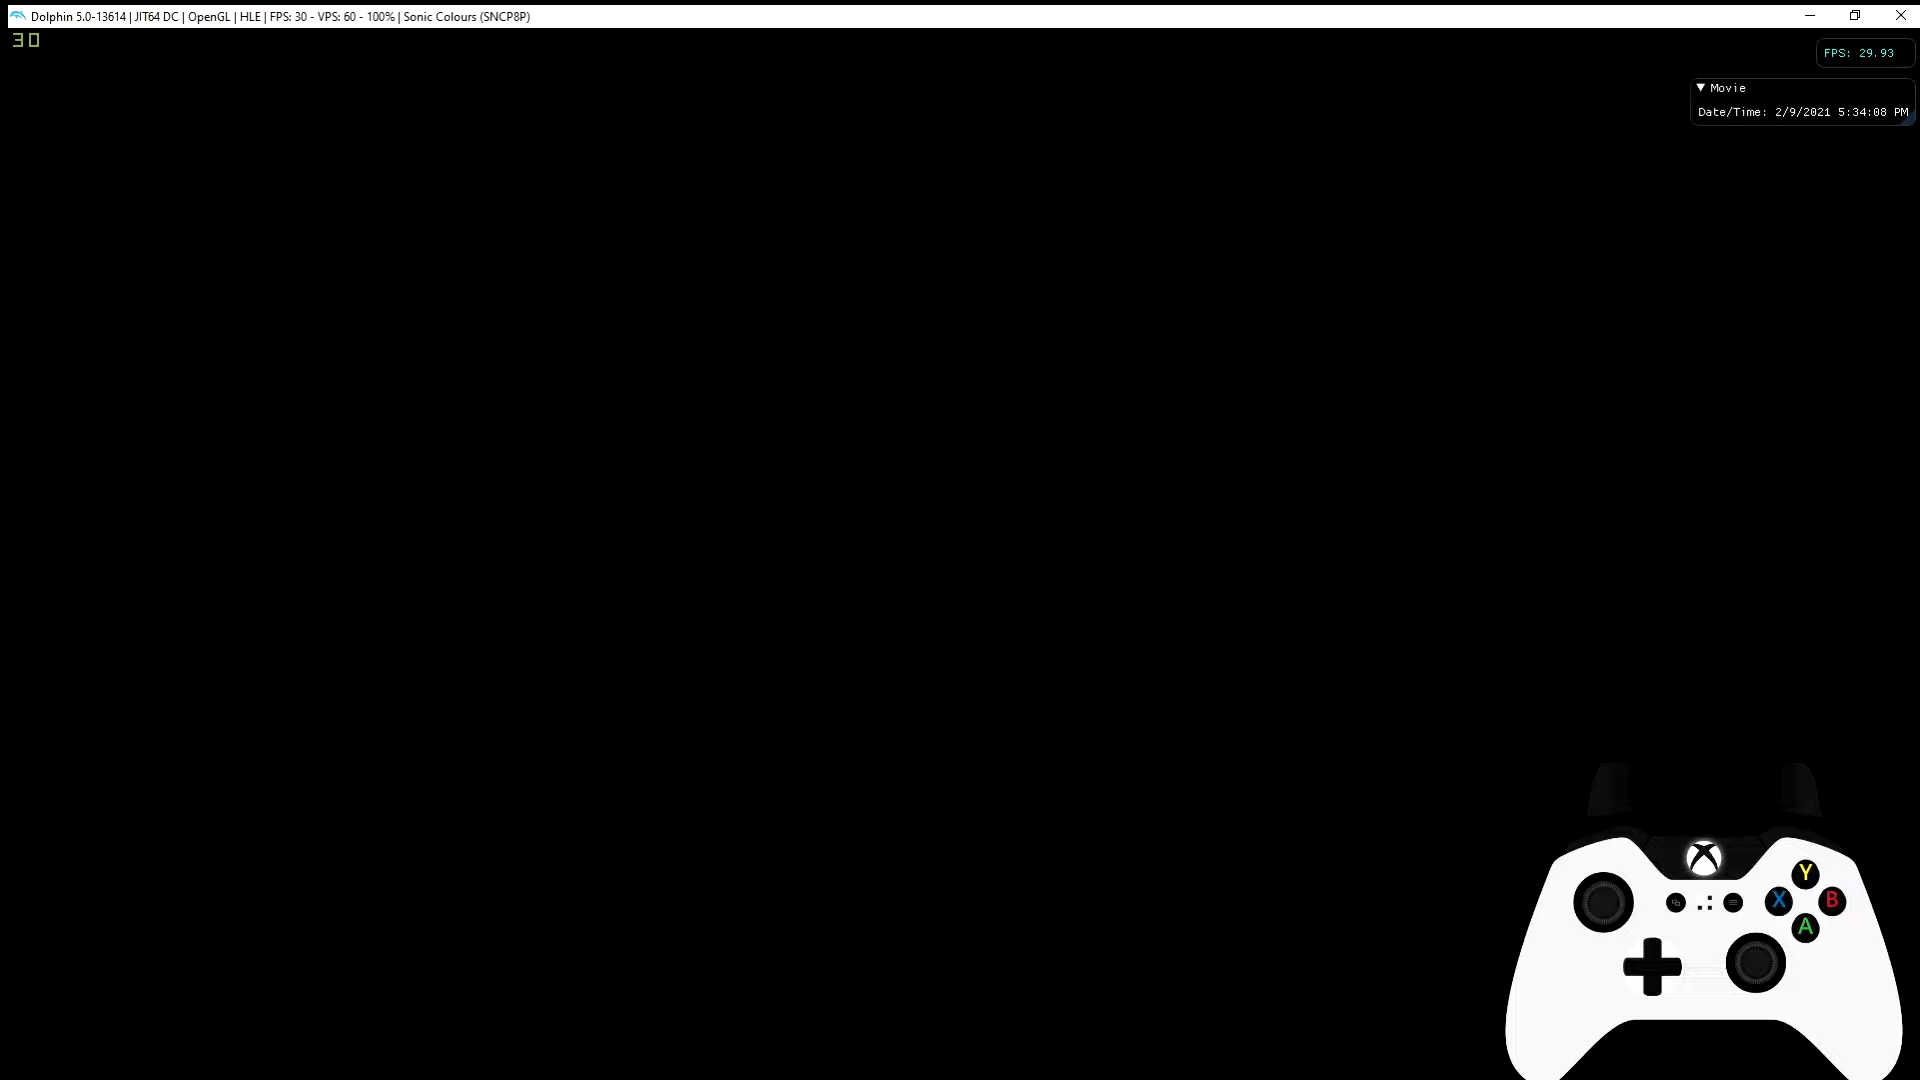 Dolphin 5.0-13614 | JIT64 DC | OpenGL | HLE | FPS: 30 - VPS: 60 - 100% | Sonic Colours (SNCP8P)
30
FPS: 29.93
Movie
Date/Time: 2/9/2021 5:34:08 PM
Y
X
B
A